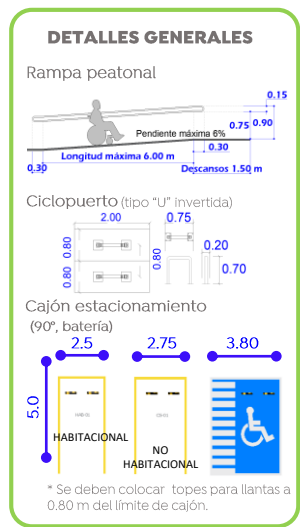 DETALLES GENERALES
Rampa peatonal
0.15
0.75 0.90
Pendiente máxima 6%
0.30
Longitud máxima 6.00 m
0.30
Descansos 1.50 m
Ciclopuerto (tipo “U” invertida)
2.00 0.75
0.80
0.80
0.80
0.20
0.70
Cajón estacionamiento
(90°, batería)
2.5 2.75 3.80
5.0
HABITACIONAL
NO
HABITACIONAL
* Se deben colocar topes para llantas a
0.80 m del límite de cajón.